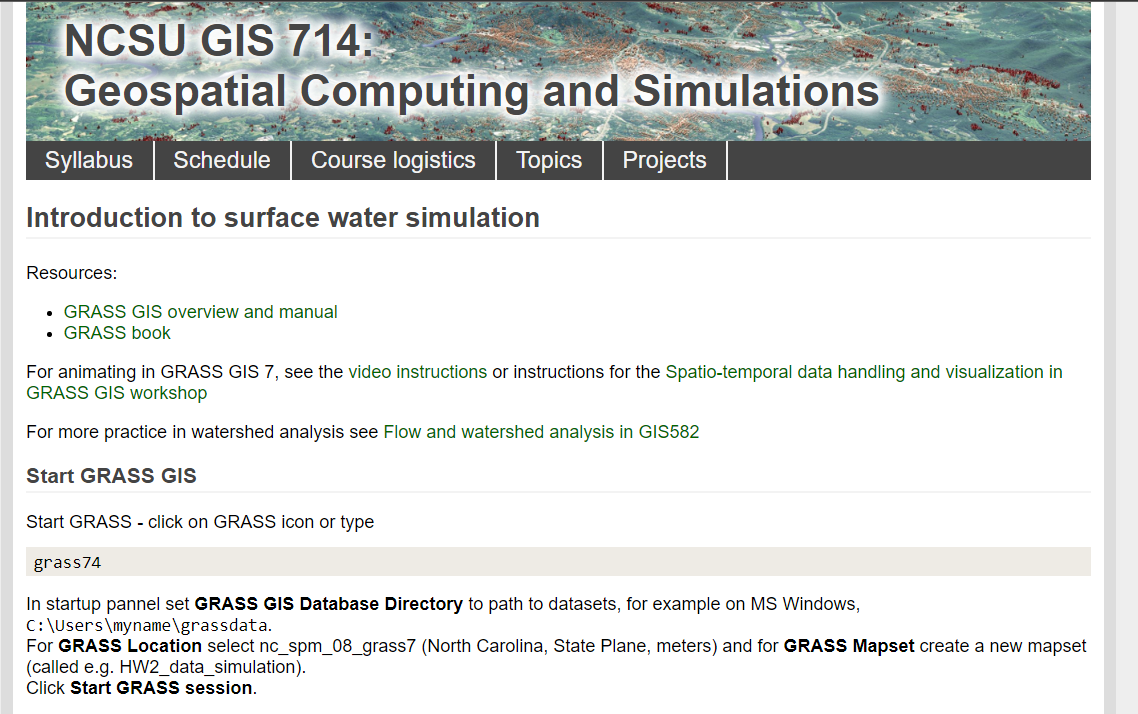 NCSU GIS 714:
Geospatial Computing and Simulations
Syllabus Schedule Course logistics Topics Projects
Introduction to surface water simulation
Resources:
GRASS GIS overview and manual
GRASS book
For animating in GRASS GIS 7, see the video instructions or instructions for the Spatio-temporal data handling and visualization in
GRASS GIS workshop
For more practice in watershed analysis see Flow and watershed analysis in GIS582
Start GRASS GIS
Start GRASS - click on GRASS icon or type
grass74
In startup pannel set GRASS GIS Database Directory to path to datasets, for example on MS Windows,
C:\Users\myname\grassdata.
For GRASS Location select nc_spm_08_grass7 (North Carolina, State Plane, meters) and for GRASS Mapset create a new mapset
(called e.g. HW2_data_simulation).
Click Start GRASS session.